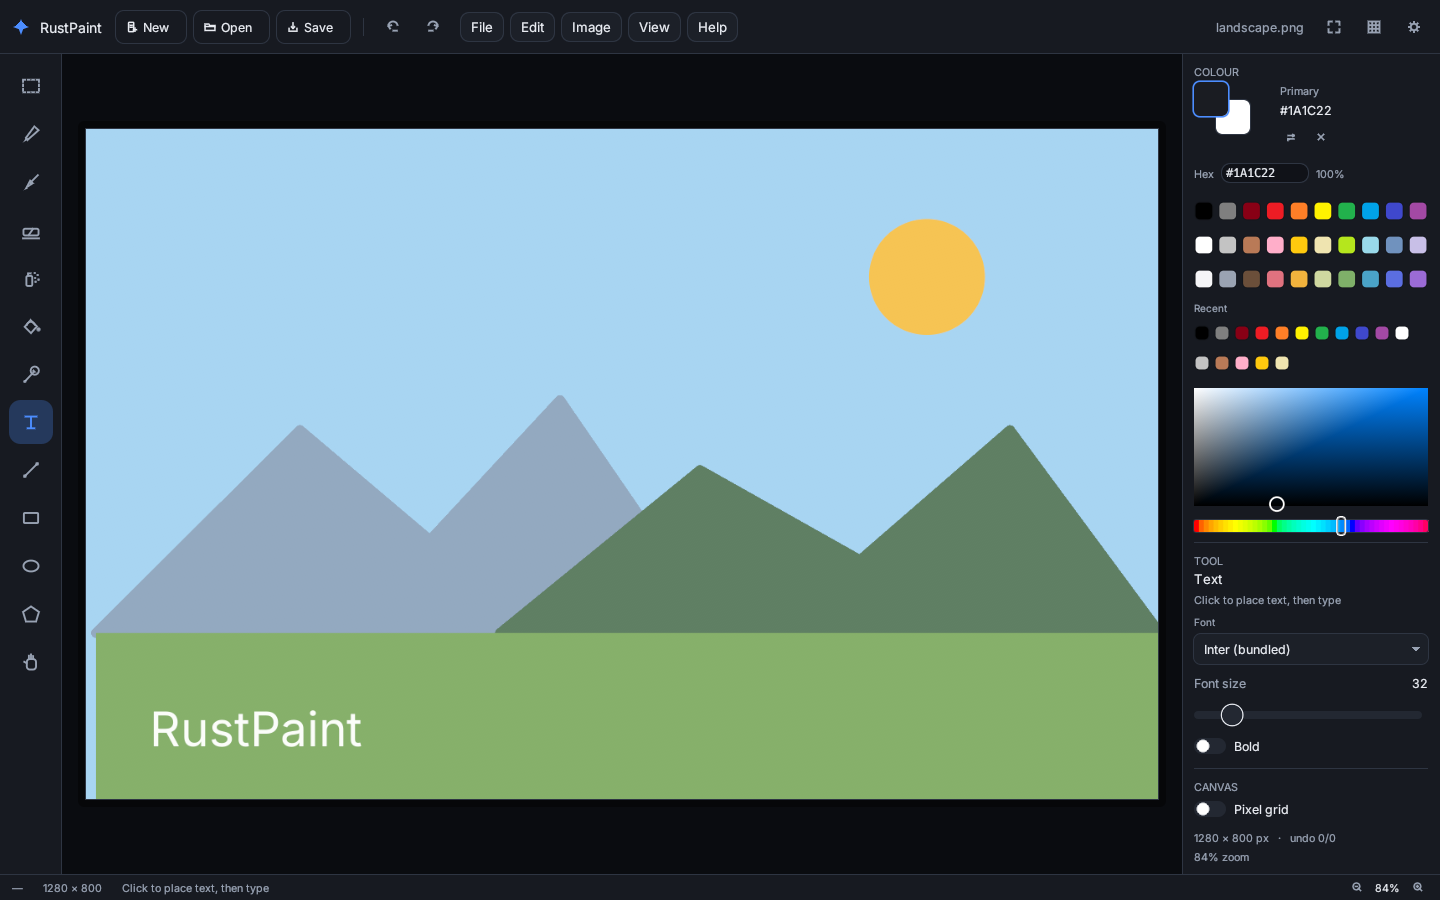 RustPaint
New
Open
Save
File
Edit
Image
View
Help
landscape.png
COLOUR
Primary
#1A1C22
Hex
#1A1C22
100%
Recent
TOOL
Text
Click to place text, then type
Font
Inter (bundled)
Font size
32
Bold
CANVAS
Pixel grid
1280 × 800 px · undo 0/0
84% zoom
RustPaint
— 1280 × 800 Click to place text, then type
84%